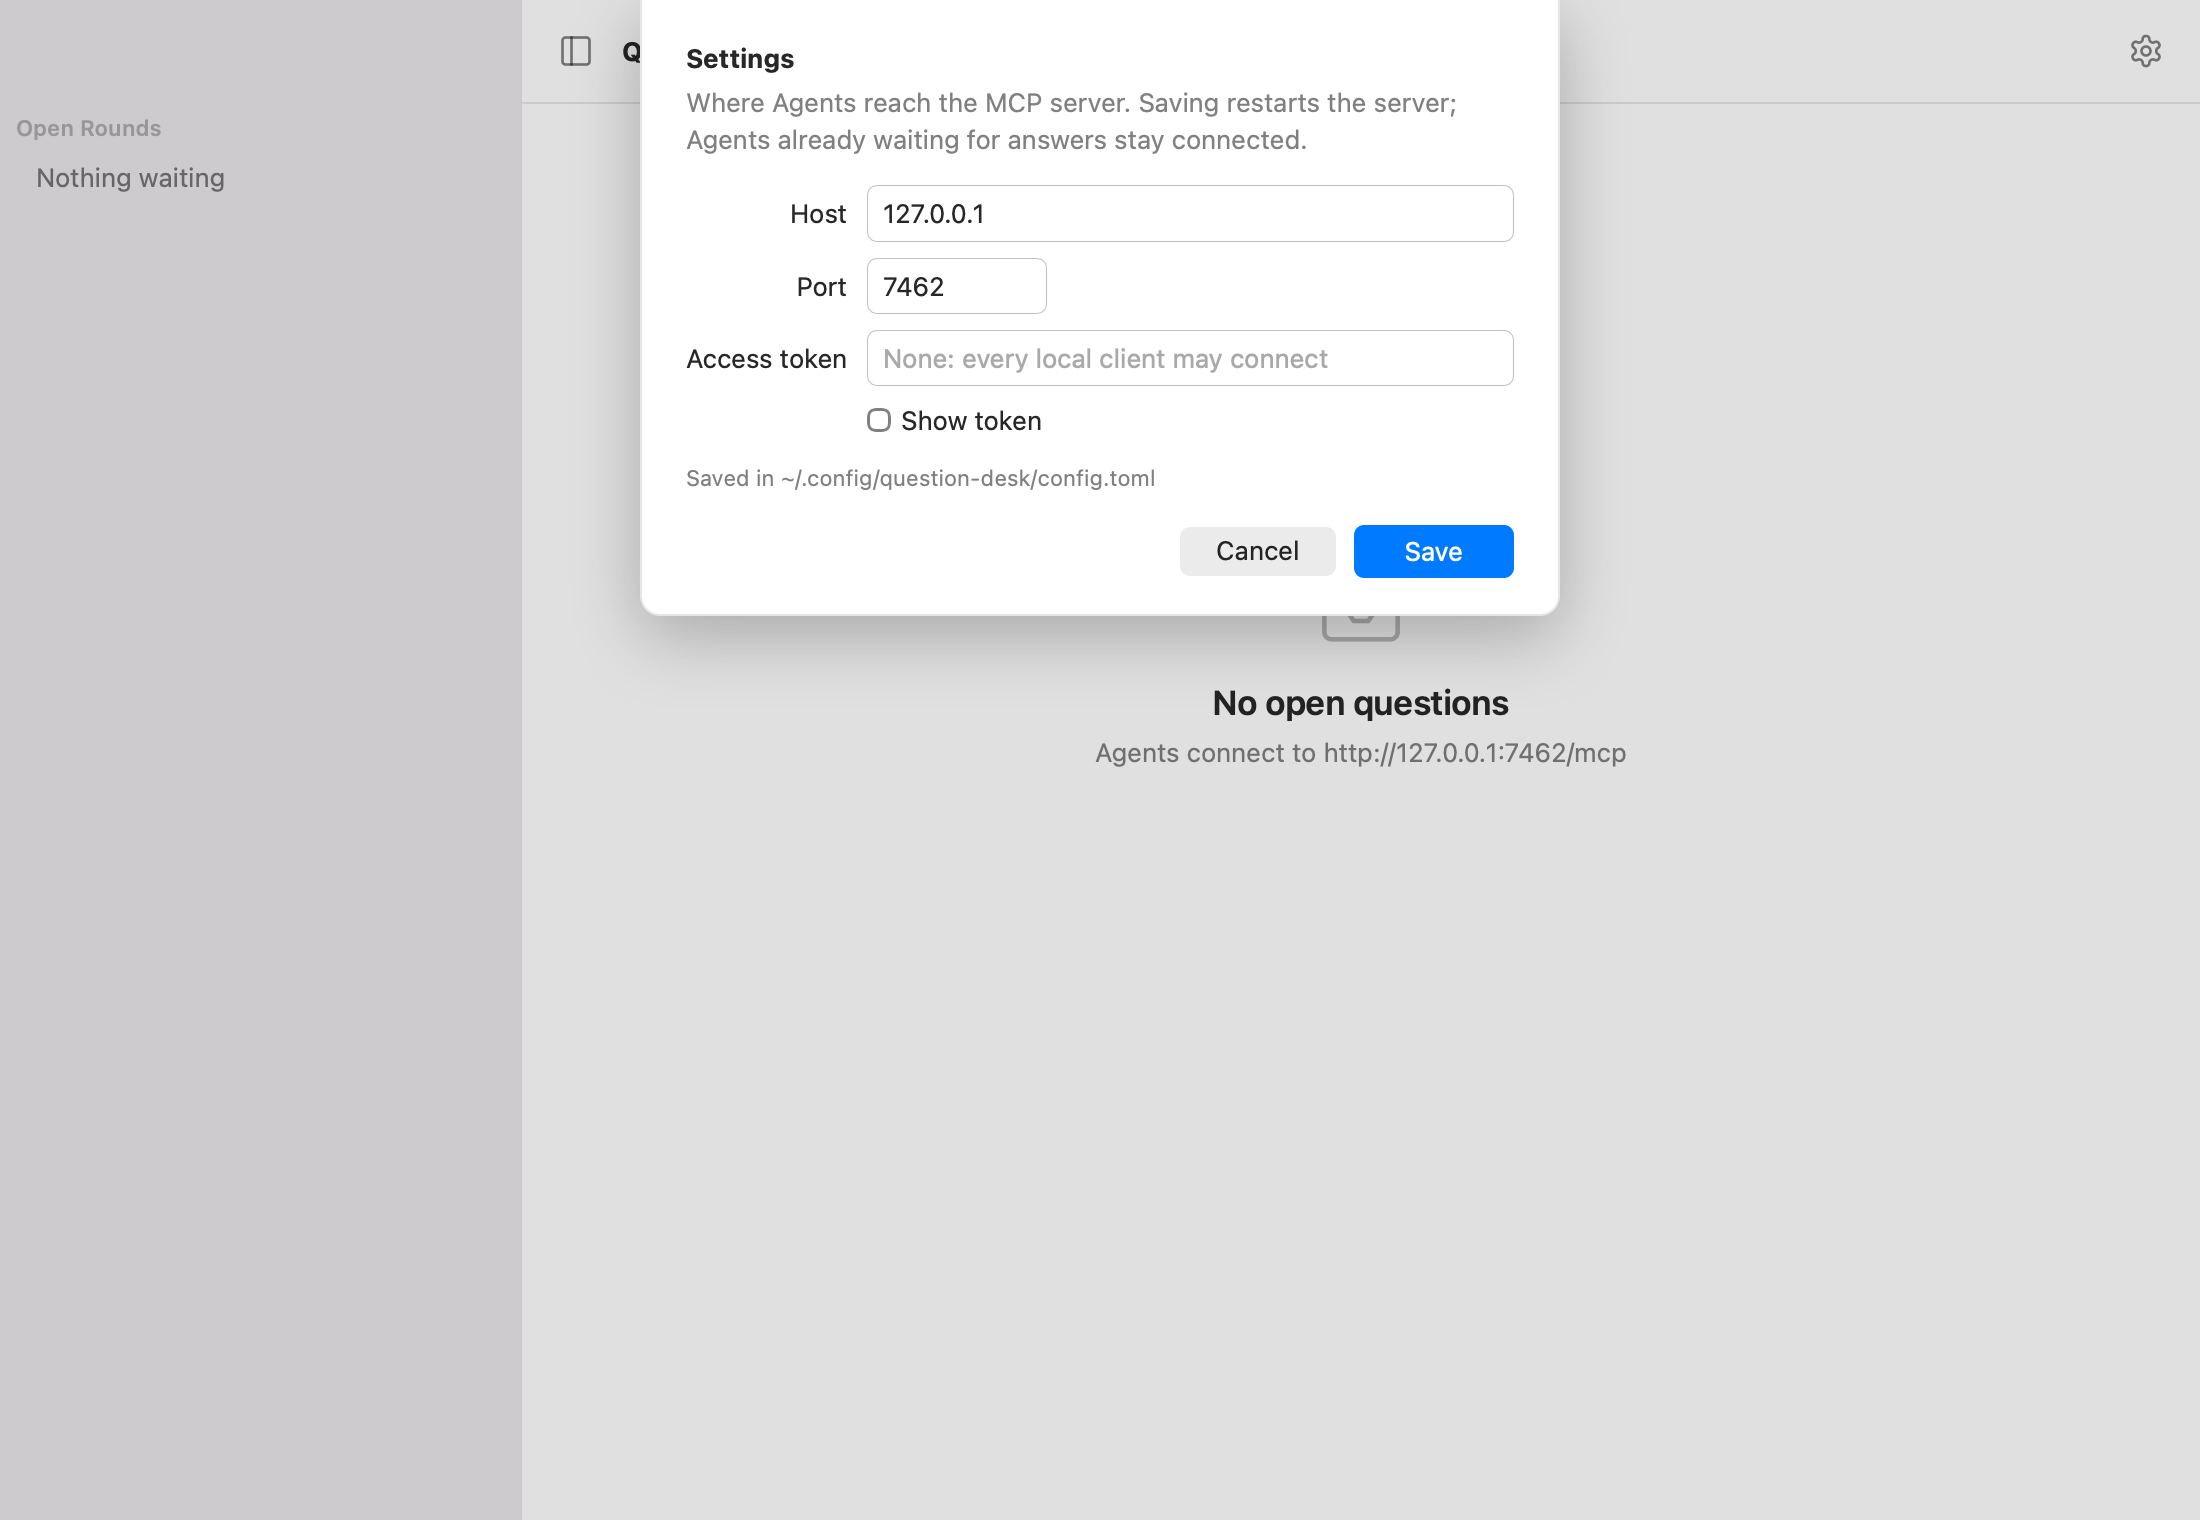 Open Rounds
Nothing waiting
Q
Settings
Where Agents reach the MCP server. Saving restarts the server;
Agents already waiting for answers stay connected.
Host 127.0.0.1
Port 7462
Access token None: every local client may connect
Show token
Saved in ~/.config/question-desk/config.toml
Cancel Save
No open questions
Agents connect to http://127.0.0.1:7462/mcp